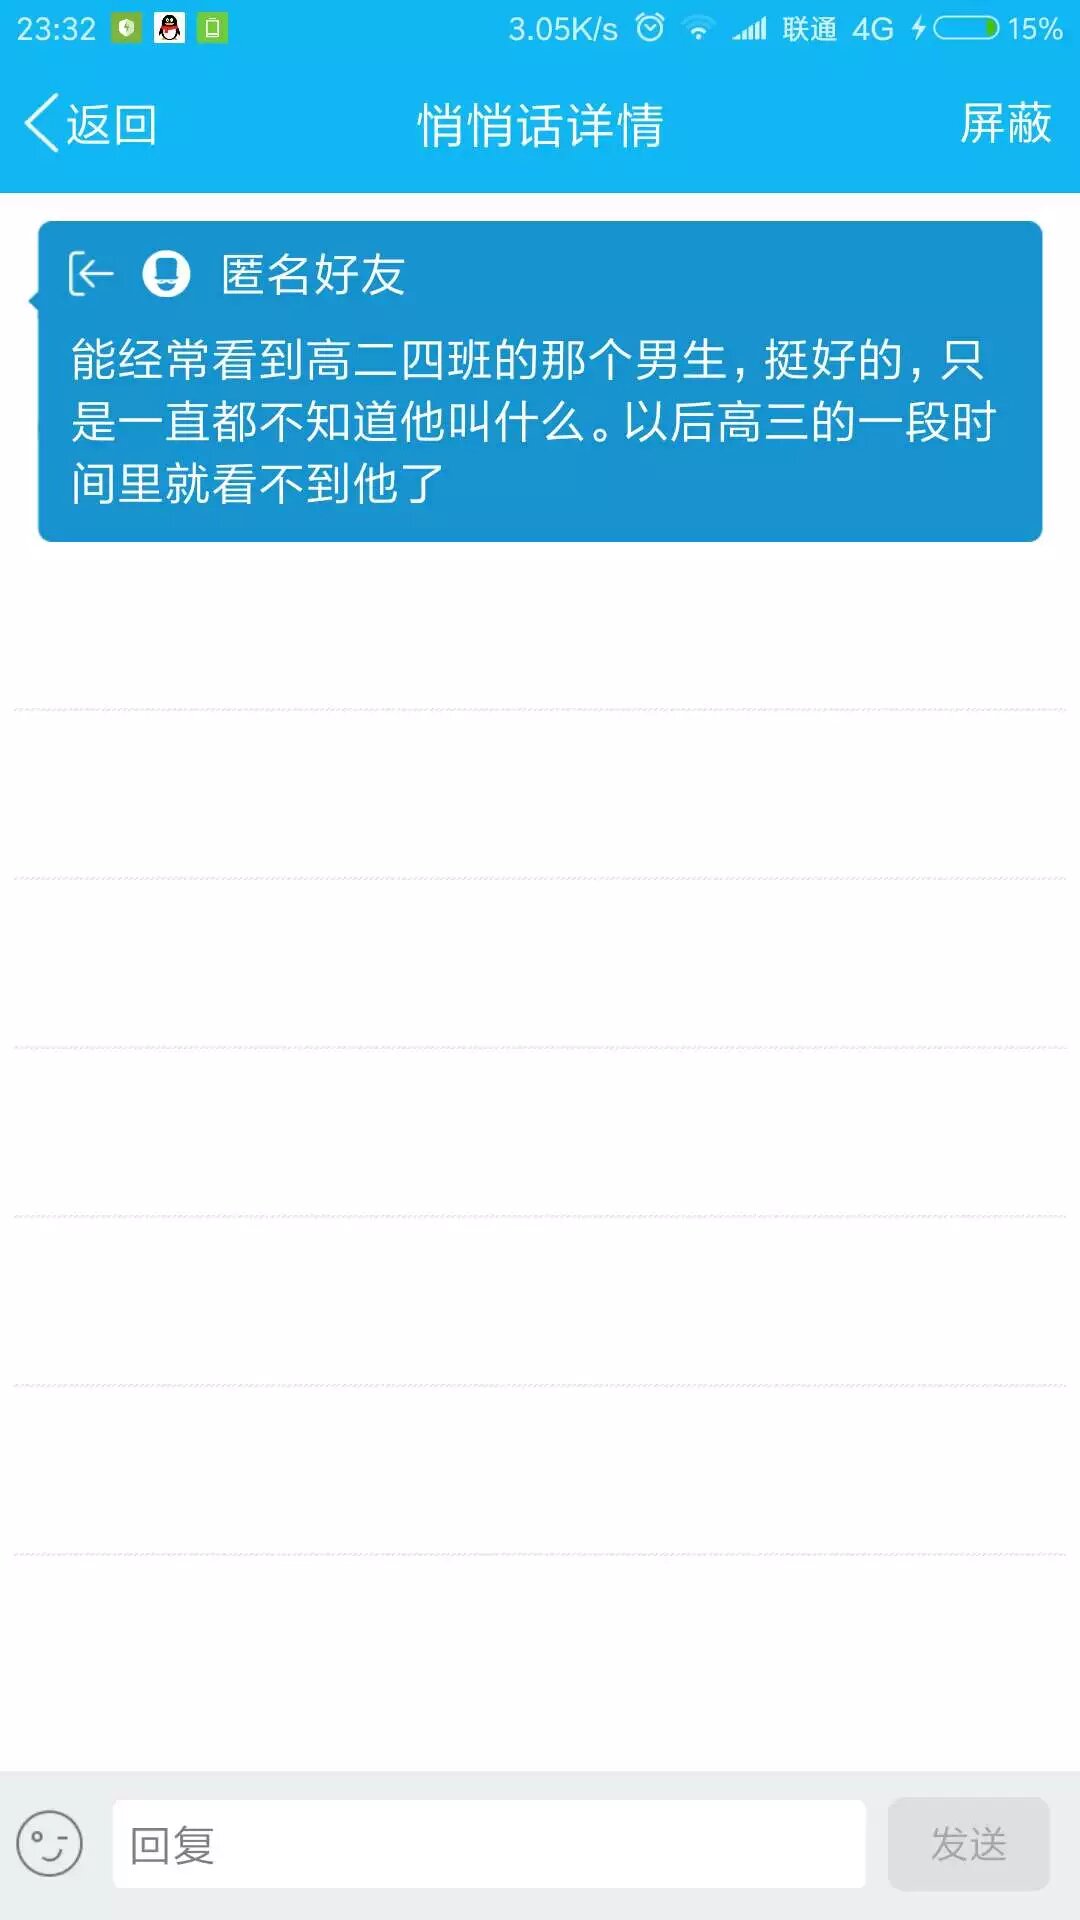 23:32 3.05K/s 联通 4G 15%
返回 悄悄话详情 屏蔽
匿名好友
能经常看到高二四班的那个男生，挺好的，只
是一直都不知道他叫什么。以后高三的一段时
间里就看不到他了
回复 发送